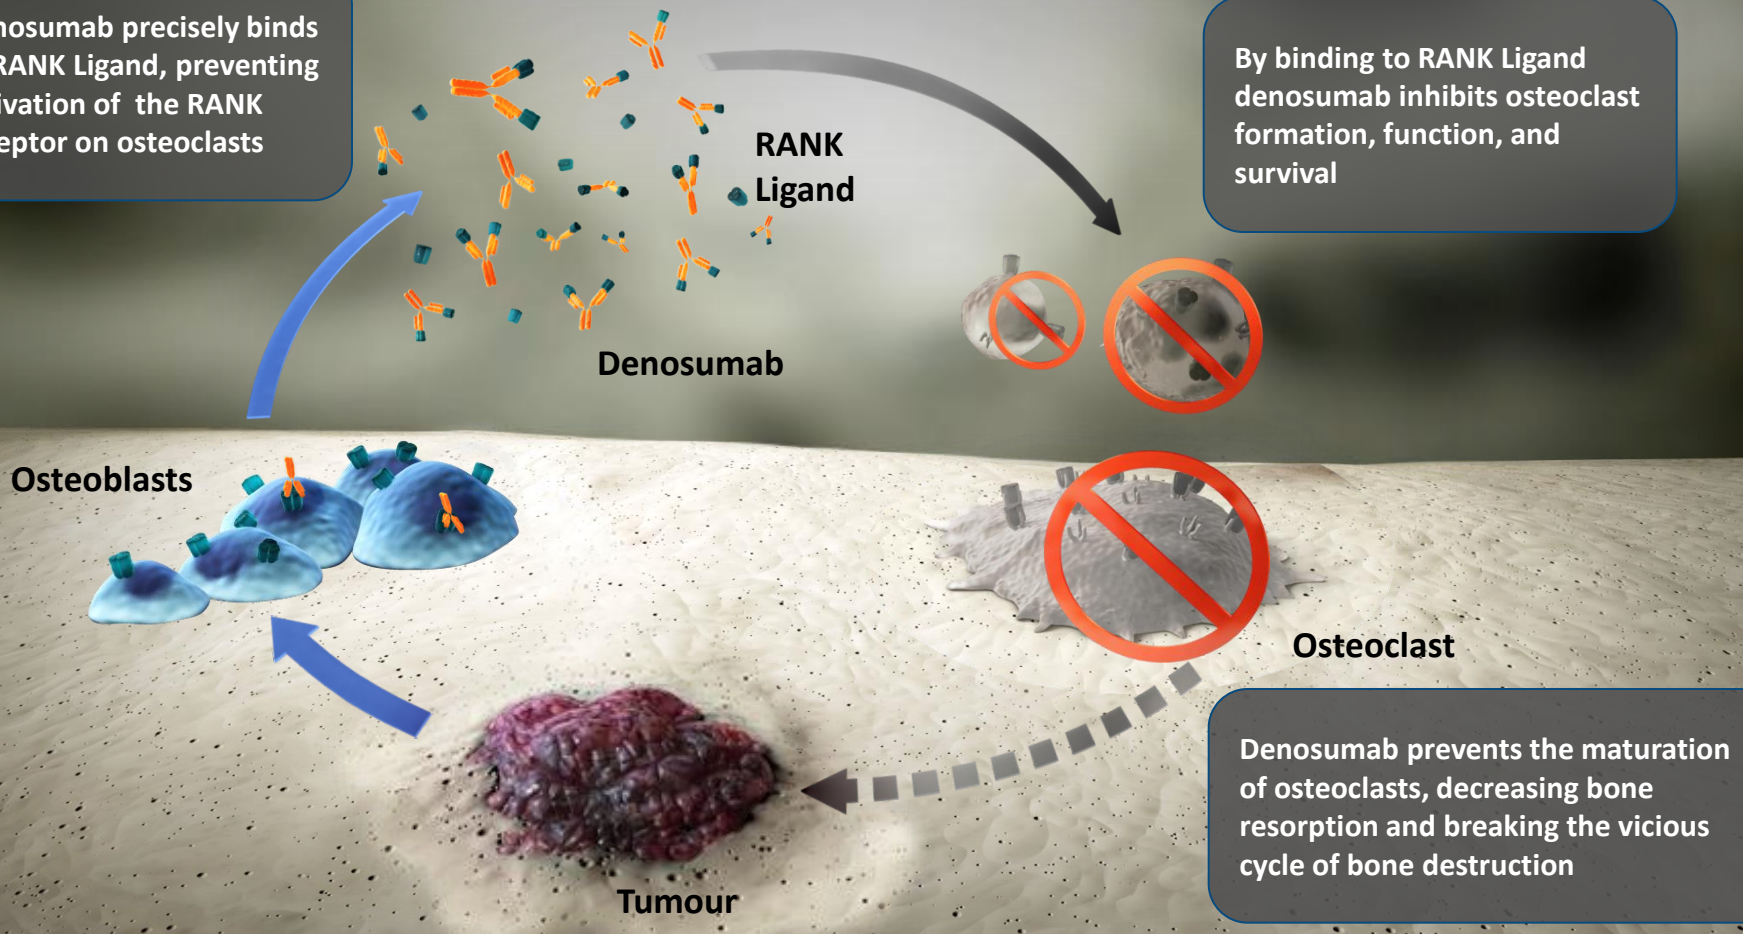 nosumab precisely binds
RANK Ligand, preventing
ivation of the RANK
eptor on osteoclasts
RANK
Ligand
By binding to RANK Ligand
denosumab inhibits osteoclast
formation, function, and
survival
Denosumab
Osteoblasts
Osteoclast
Denosumab prevents the maturation
of osteoclasts, decreasing bone
resorption and breaking the vicious
cycle of bone destruction
Tumour